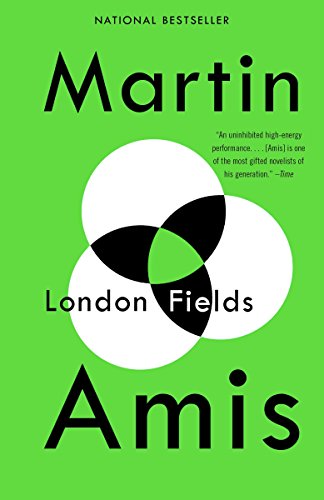 NATIONAL BESTSELLER
Martin
"An uninhibited high-energy
performance. . . . [Amis] is one
of the most gifted novelists of
his generation." –Time
London Fields
Amis